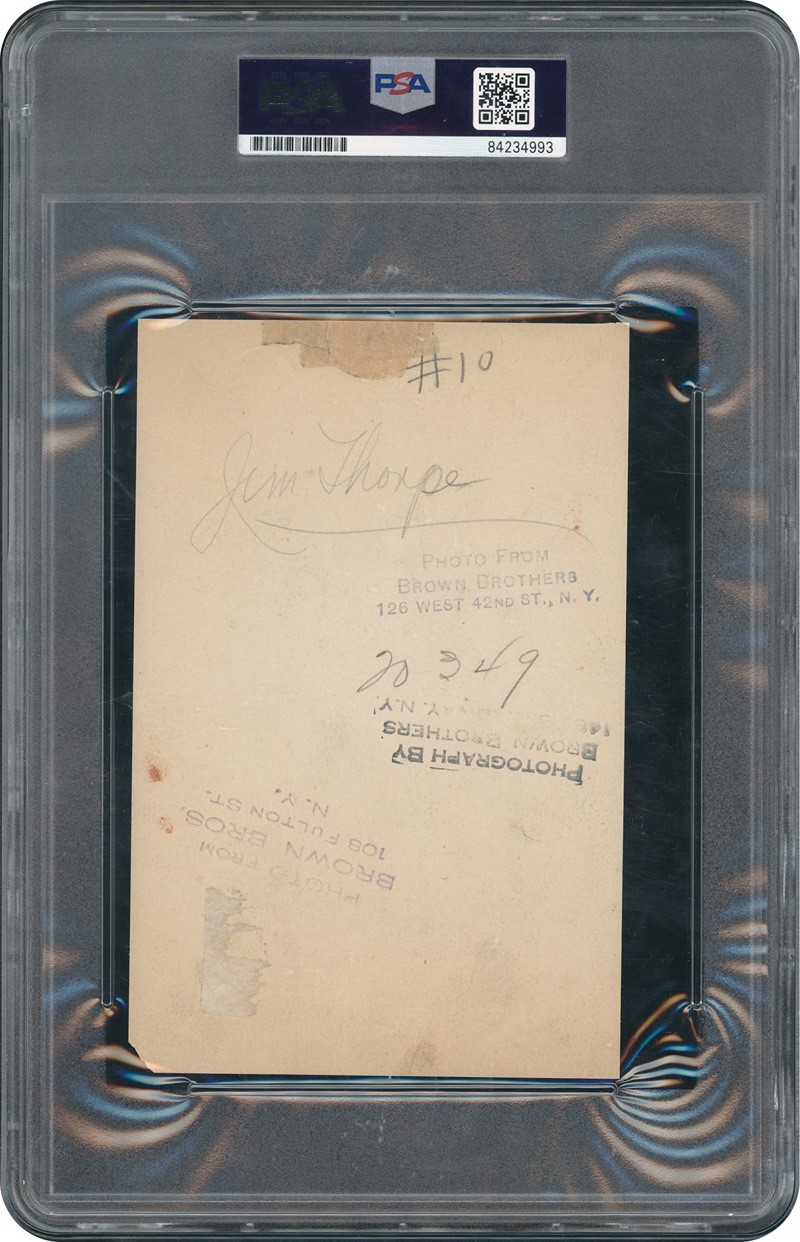 PSA
84234993
#10
Jim Thorpe
PHOTO FROM
BROWN BROTHERS
126 WEST 42ND ST., N. Y.
20349
PHOTOGRAPH BY
BROWN BROTHERS
N.Y.
PHOTO FROM
BROWN BROS.
108 FULTON ST.
N. Y.